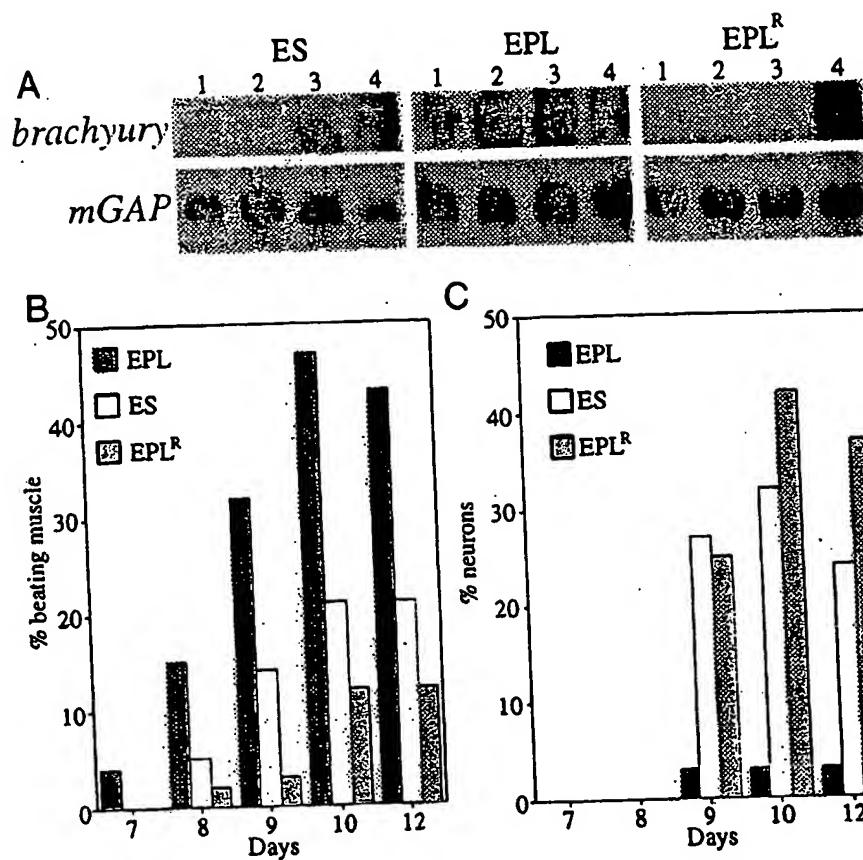 ES EPL EPL^R
A 1 2 3 4 1 2 3 4 1 2 3 4
brachyury
mGAP
B
50
40
30
20
10
0
% beating muscle
EPL
ES
EPL^R
7 8 9 10 12
Days
C
50
40
30
20
10
0
% neurons
EPL
ES
EPL^R
7 8 9 10 12
Days